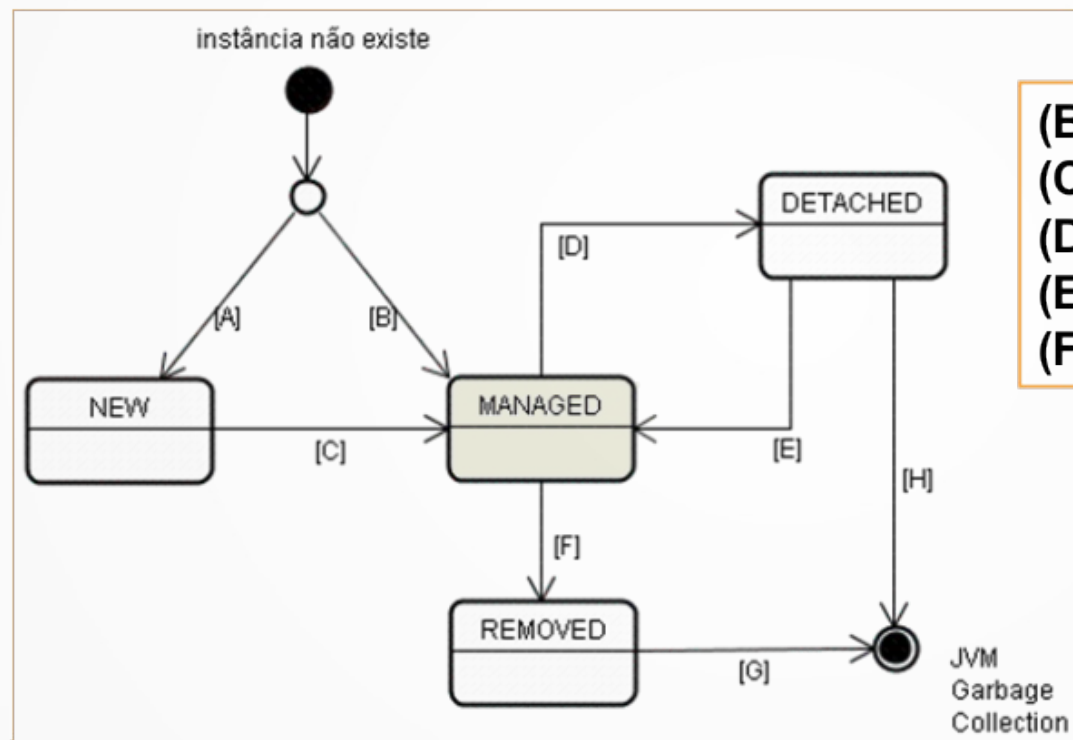 instância não existe
[A]
[B]
NEW
[C]
MANAGED
[D]
DETACHED
[E]
[H]
[F]
REMOVED
[G]
JVM
Garbage
Collection
(B
(C
(D
(E
(F